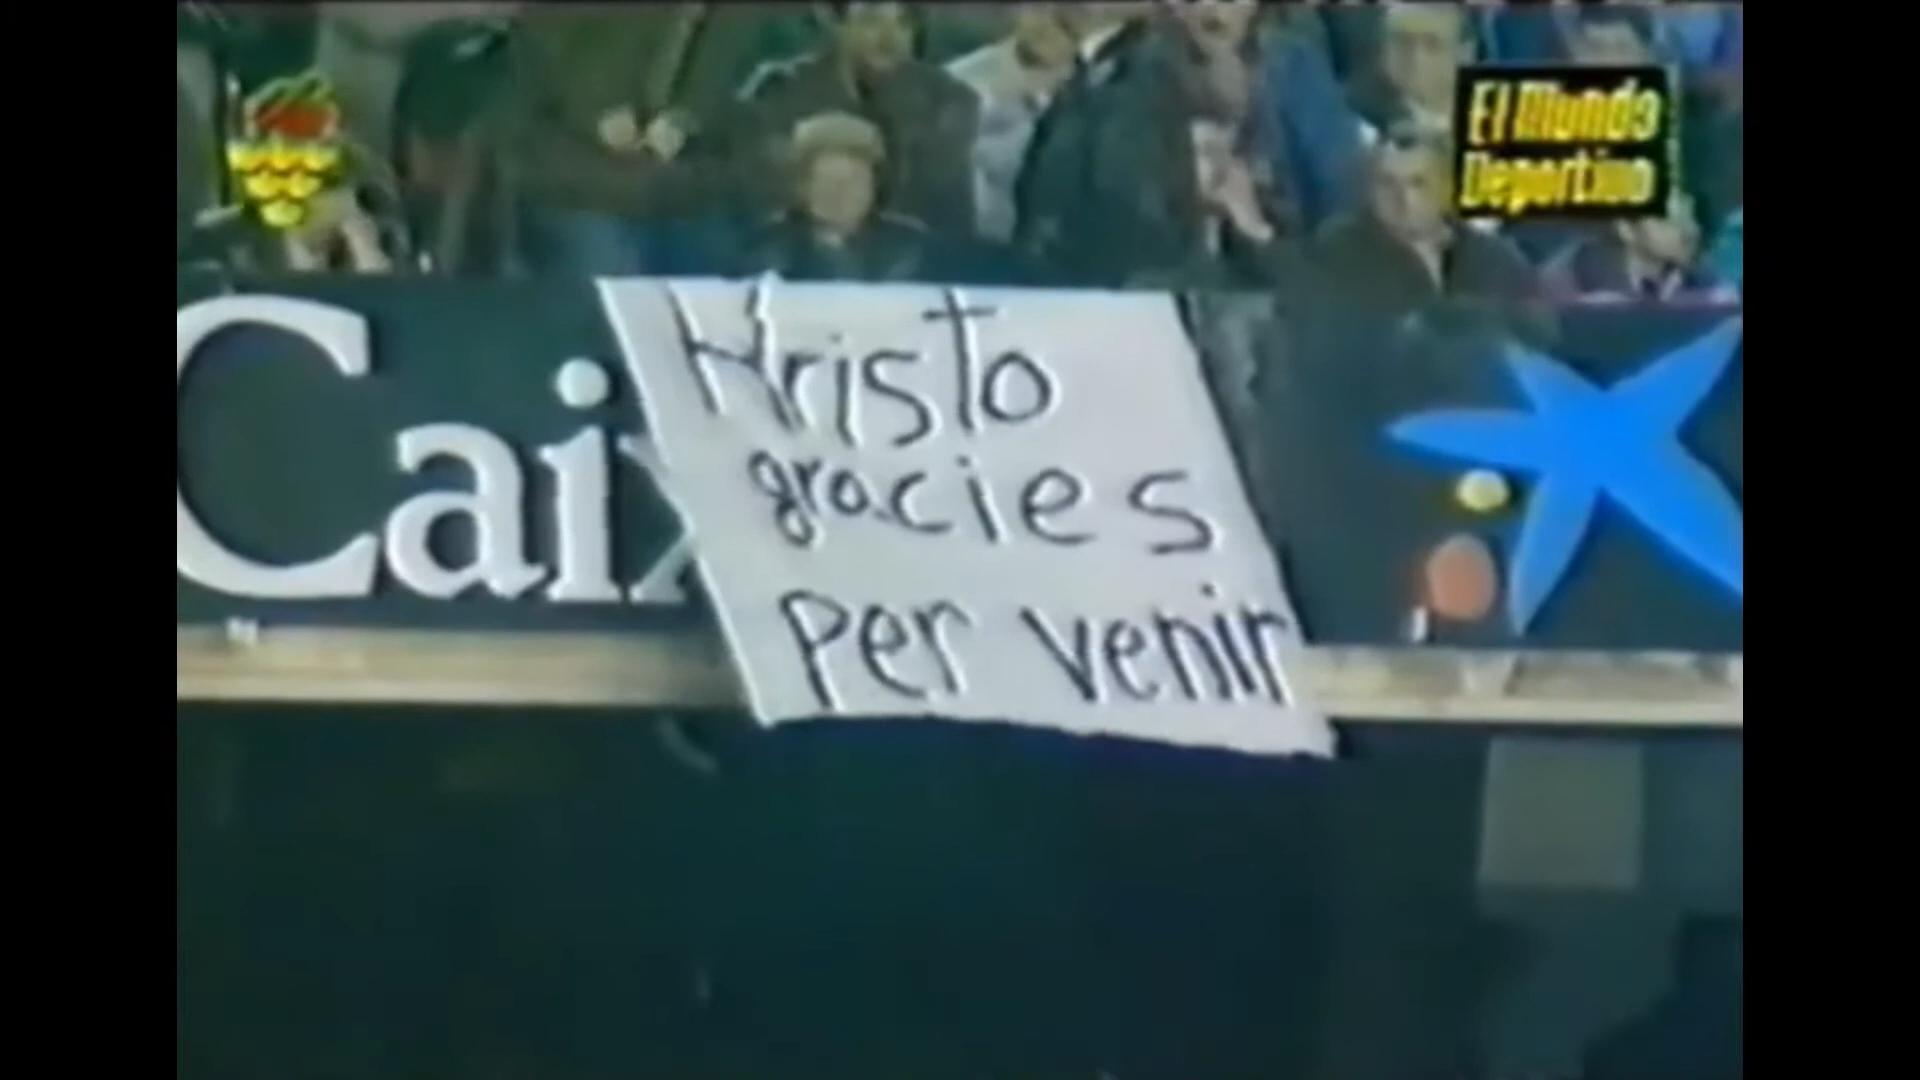 El Mundo
Deportivo
Hristo
gracies
per venir
Caix